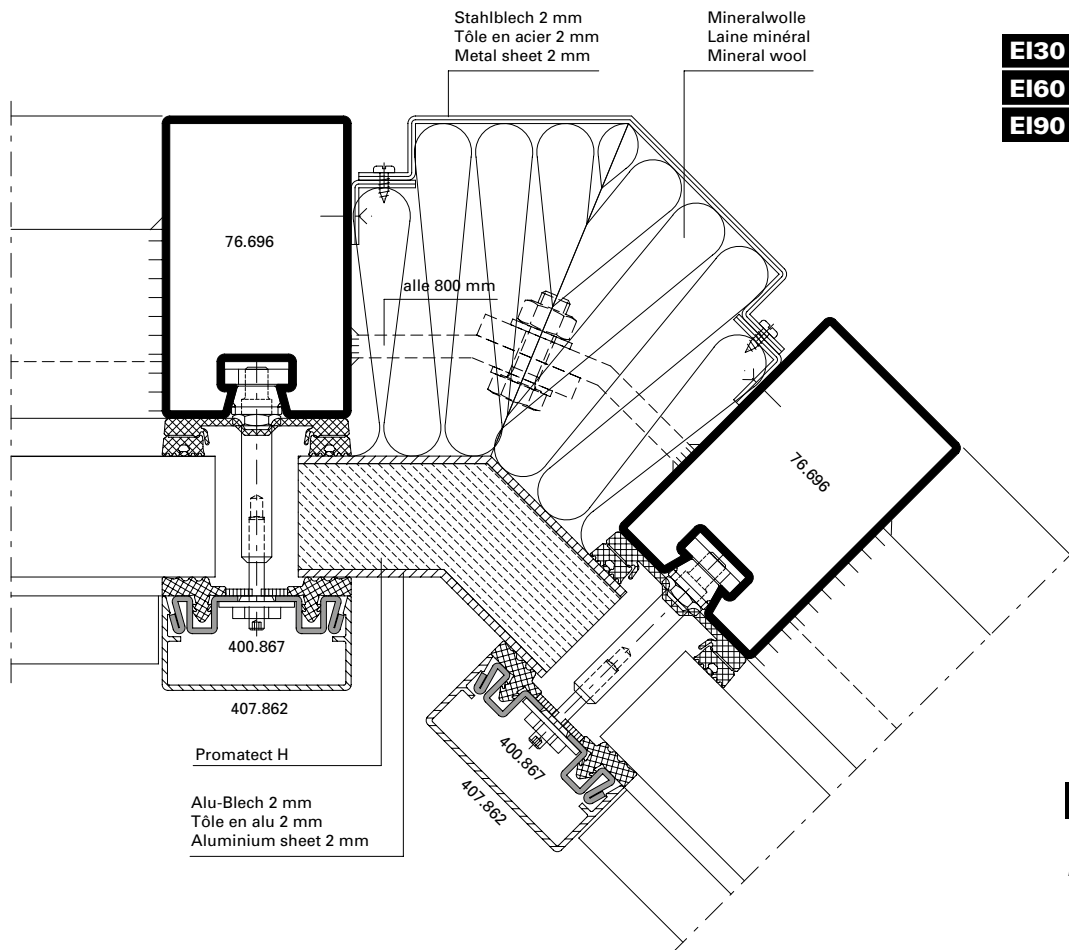 Stahlblech 2 mm
Tôle en acier 2 mm
Metal sheet 2 mm
Mineralwolle
Laine minéral
Mineral wool
EI30
EI60
EI90
76.696
alle 800 mm
76.696
400.867
407.862
400.867
407.862
Promatect H
Alu-Blech 2 mm
Tôle en alu 2 mm
Aluminium sheet 2 mm